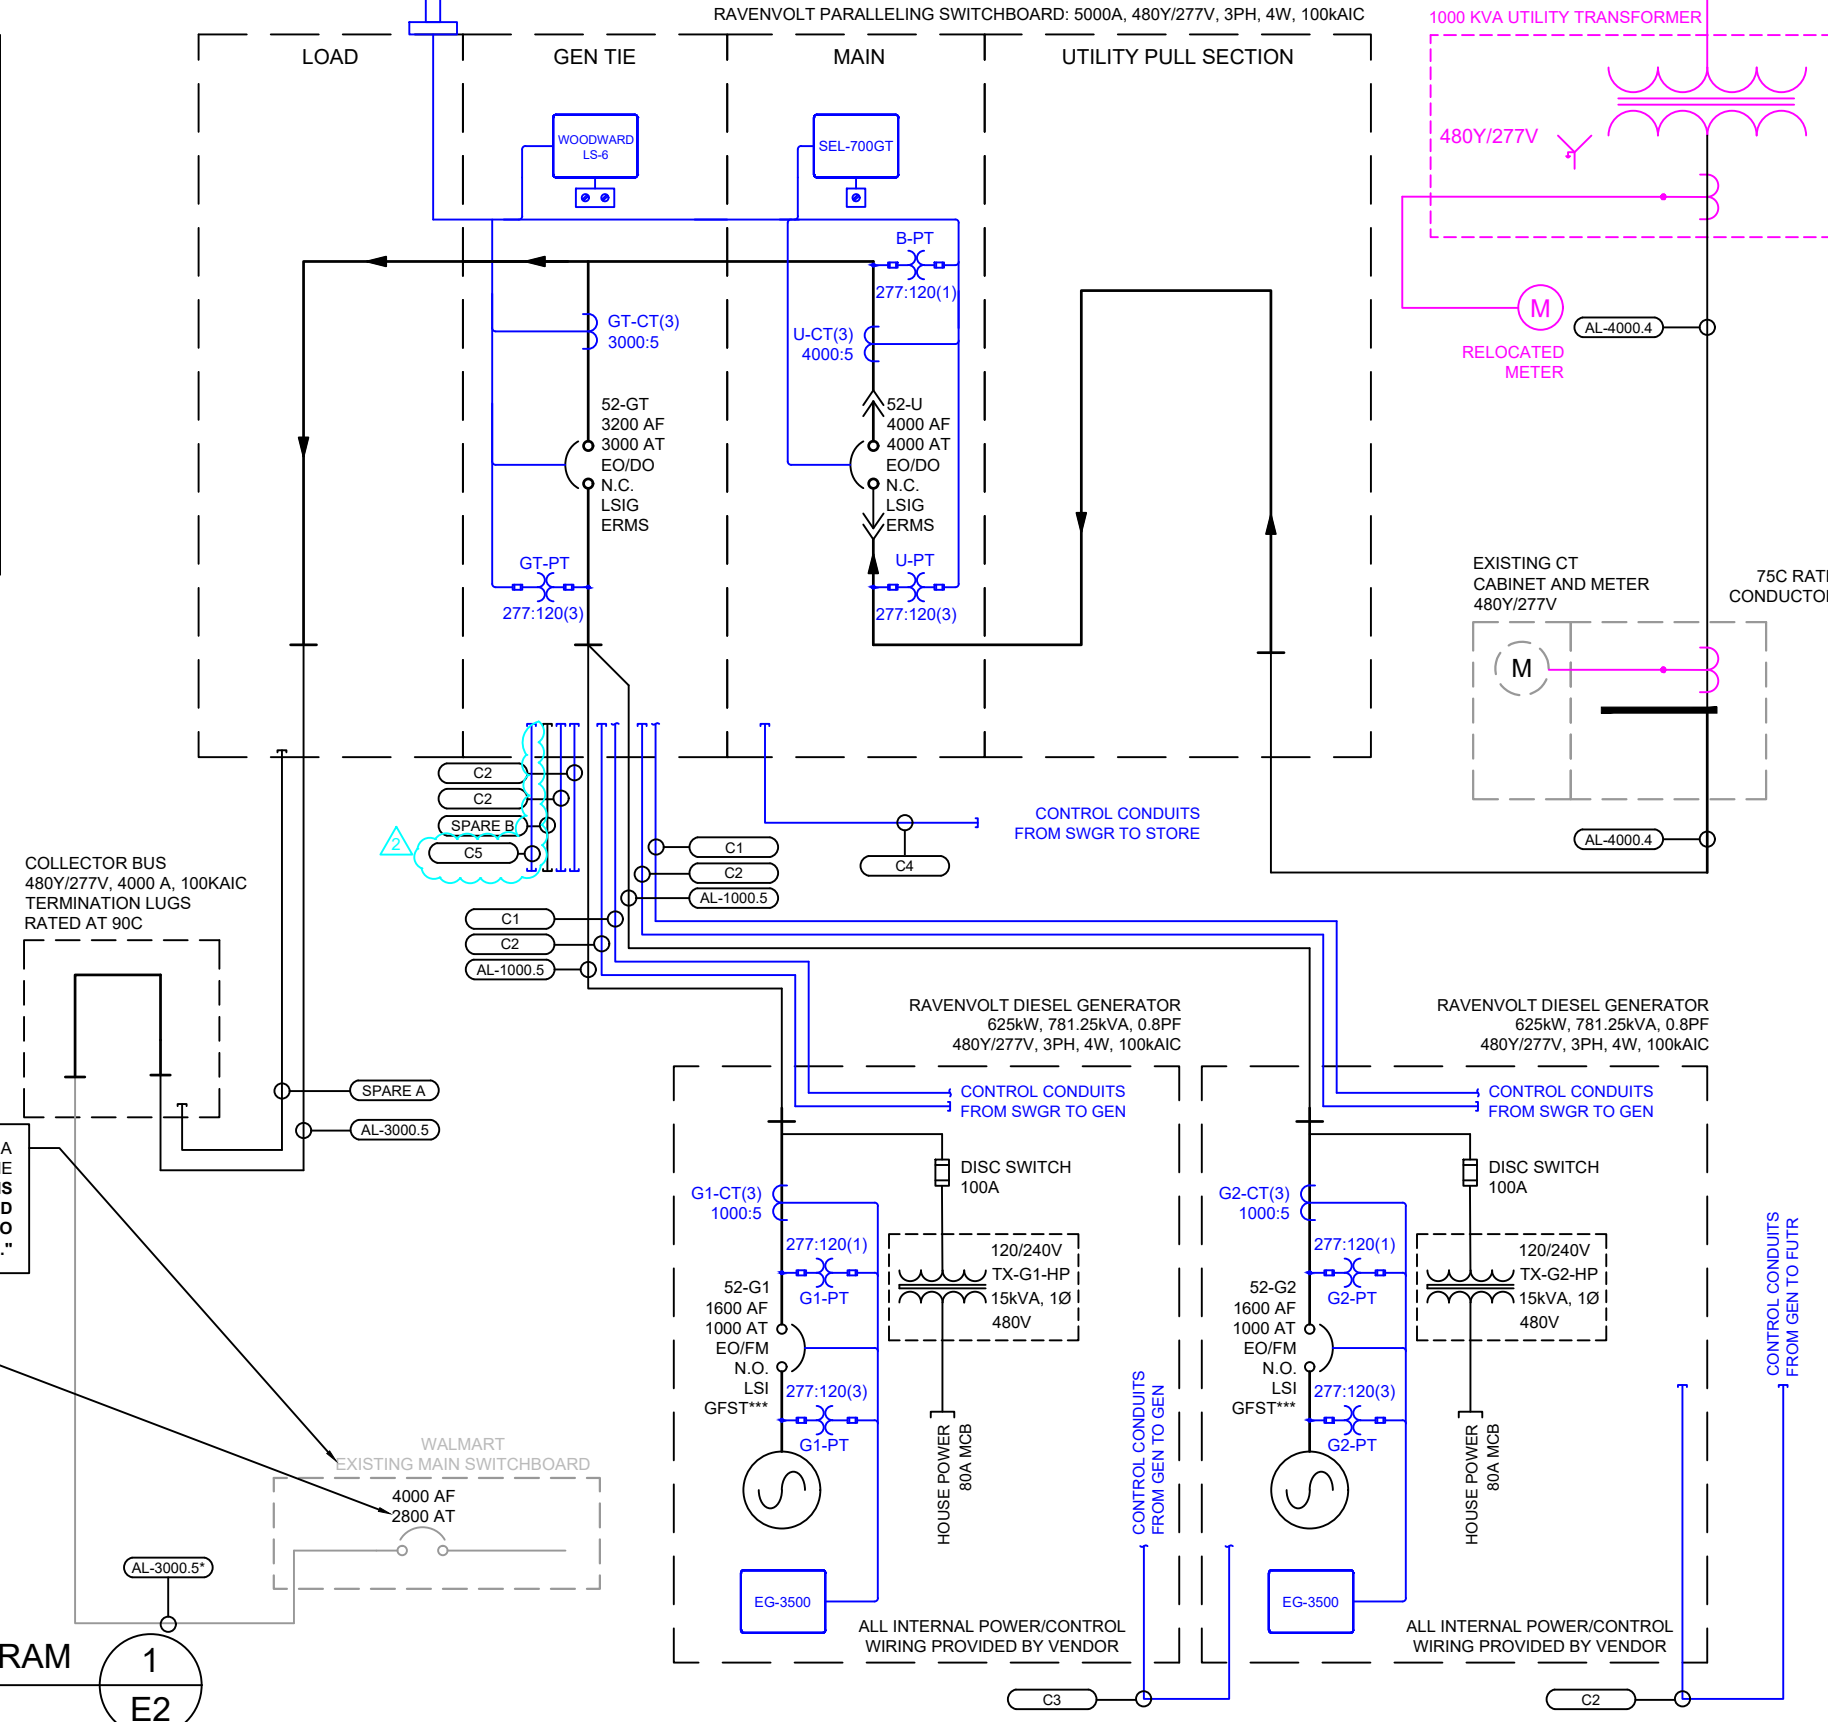 RAVENVOLT PARALLELING SWITCHBOARD: 5000A, 480Y/277V, 3PH, 4W, 100kAIC
1000 KVA UTILITY TRANSFORMER
LOAD
GEN TIE
MAIN
UTILITY PULL SECTION
WOODWARD
LS-6
SEL-700GT
480Y/277V
B-PT
277:120(1)
GT-CT(3)
3000:5
U-CT(3)
4000:5
M
RELOCATED
METER
AL-4000.4
52-GT
3200 AF
3000 AT
EO/DO
N.C.
LSIG
ERMS
52-U
4000 AF
4000 AT
EO/DO
N.C.
LSIG
ERMS
GT-PT
277:120(3)
U-PT
277:120(3)
EXISTING CT
CABINET AND METER
480Y/277V
75C RAT
CONDUCTO
M
AL-4000.4
C2
C2
SPARE B
C5
2
C1
C2
AL-1000.5
C1
C2
AL-1000.5
CONTROL CONDUITS
FROM SWGR TO STORE
C4
COLLECTOR BUS
480Y/277V, 4000 A, 100KAIC
TERMINATION LUGS
RATED AT 90C
SPARE A
AL-3000.5
RAVENVOLT DIESEL GENERATOR
625kW, 781.25kVA, 0.8PF
480Y/277V, 3PH, 4W, 100kAIC
RAVENVOLT DIESEL GENERATOR
625kW, 781.25kVA, 0.8PF
480Y/277V, 3PH, 4W, 100kAIC
CONTROL CONDUITS
FROM SWGR TO GEN
CONTROL CONDUITS
FROM SWGR TO GEN
A
IE
IS
D
O
."
DISC SWITCH
100A
G1-CT(3)
1000:5
277:120(1)
G1-PT
120/240V
TX-G1-HP
15kVA, 1Ø
480V
52-G1
1600 AF
1000 AT
EO/FM
N.O.
LSI
GFST***
277:120(3)
G1-PT
HOUSE POWER
80A MCB
CONTROL CONDUITS
FROM GEN TO GEN
EG-3500
ALL INTERNAL POWER/CONTROL
WIRING PROVIDED BY VENDOR
C3
DISC SWITCH
100A
G2-CT(3)
1000:5
277:120(1)
G2-PT
120/240V
TX-G2-HP
15kVA, 1Ø
480V
52-G2
1600 AF
1000 AT
EO/FM
N.O.
LSI
GFST***
277:120(3)
G2-PT
HOUSE POWER
80A MCB
CONTROL CONDUITS
FROM GEN TO FUTR
EG-3500
ALL INTERNAL POWER/CONTROL
WIRING PROVIDED BY VENDOR
C2
WALMART
EXISTING MAIN SWITCHBOARD
4000 AF
2800 AT
AL-3000.5*
RAM
1
E2